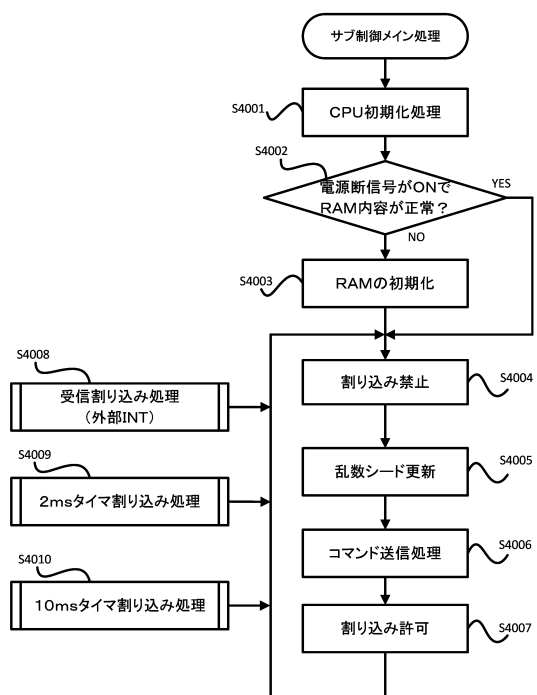 サブ制御メイン処理
S4001
CPU初期化処理
S4002
電源断信号がONで
RAM内容が正常？
YES
NO
S4003
RAMの初期化
S4008
受信割り込み処理
（外部INT）
割り込み禁止
S4004
S4009
2msタイマ割り込み処理
乱数シード更新
S4005
コマンド送信処理
S4006
S4010
10msタイマ割り込み処理
割り込み許可
S4007